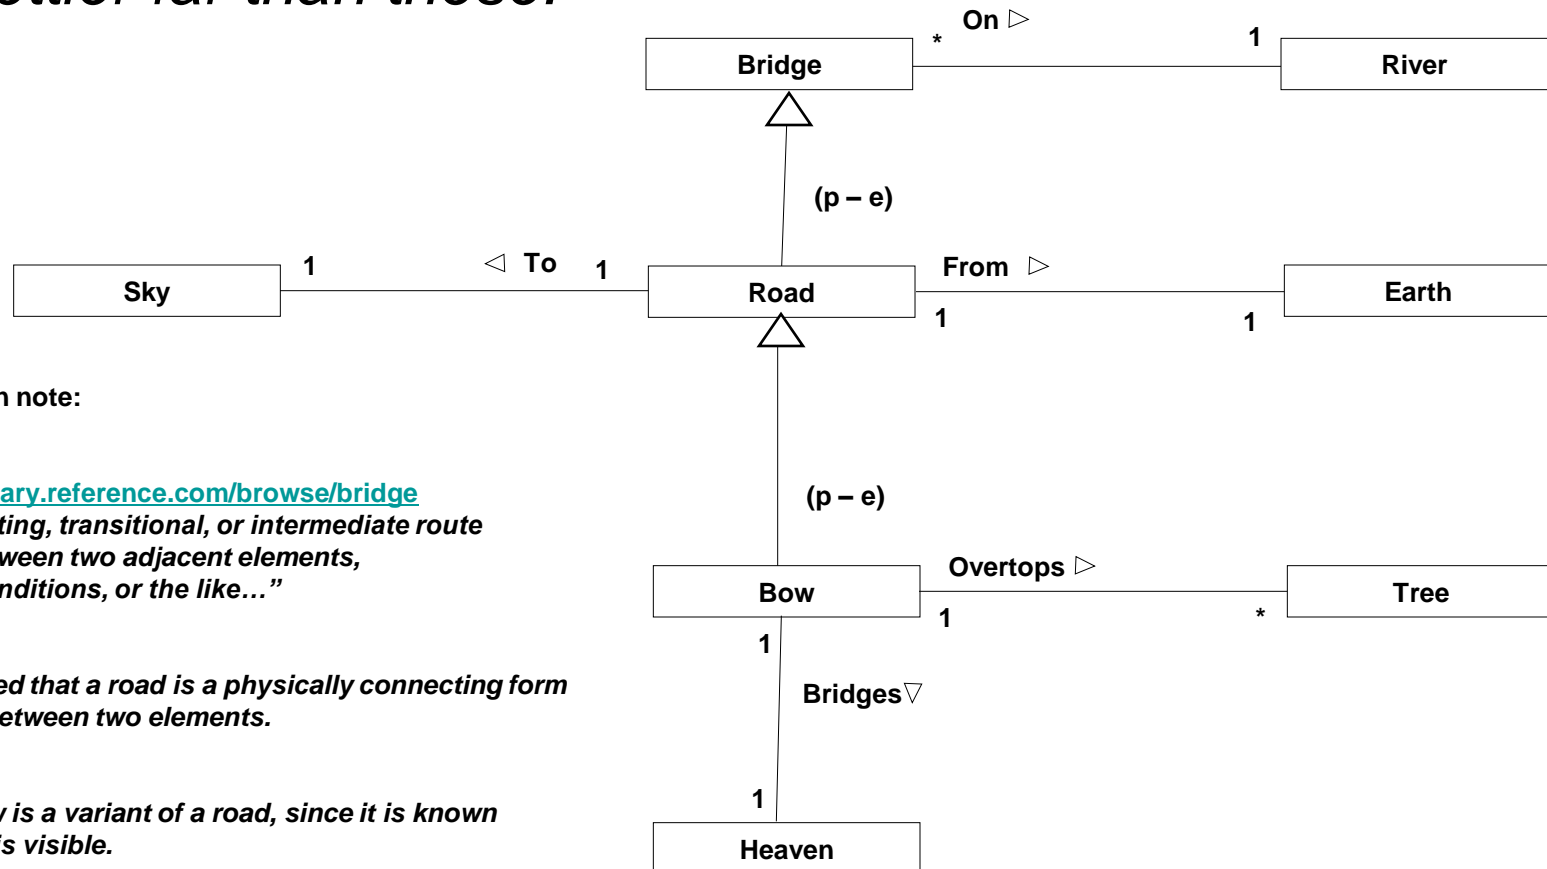 than these.
On
* 1
Bridge River
(p – e)
1 To 1 From
Sky Road Earth
1 1
n note:
ary.reference.com/browse/bridge
ting, transitional, or intermediate route
ween two adjacent elements,
nditions, or the like…”
(p – e)
Overtops
Bow Tree
1 *
1
ed that a road is a physically connecting form
etween two elements.
Bridges
1
y is a variant of a road, since it is known
is visible.
Heaven